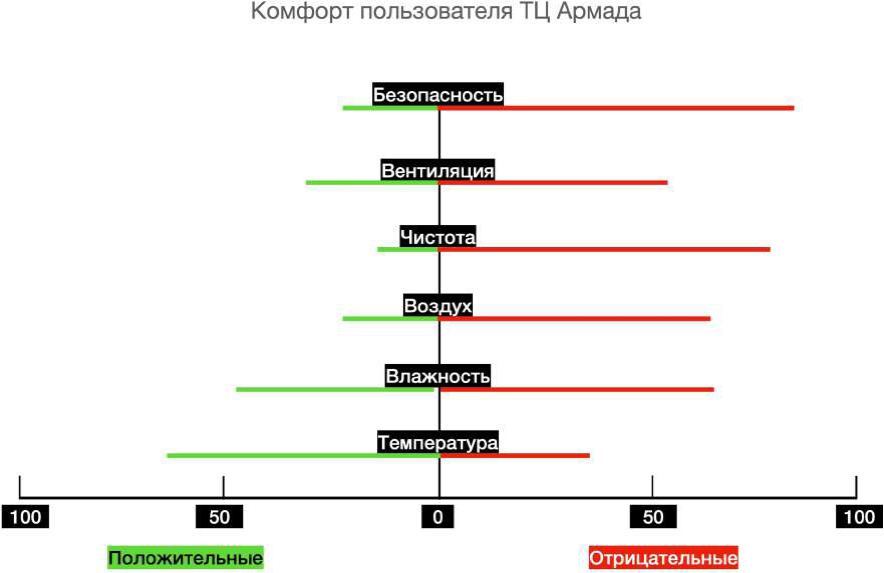 Комфорт пользователя ТЦ Армада
Безопасность
Вентиляция
Чистота
Воздух
Влажность
Температура
100 50 0 50 100
Положительные Отрицательные